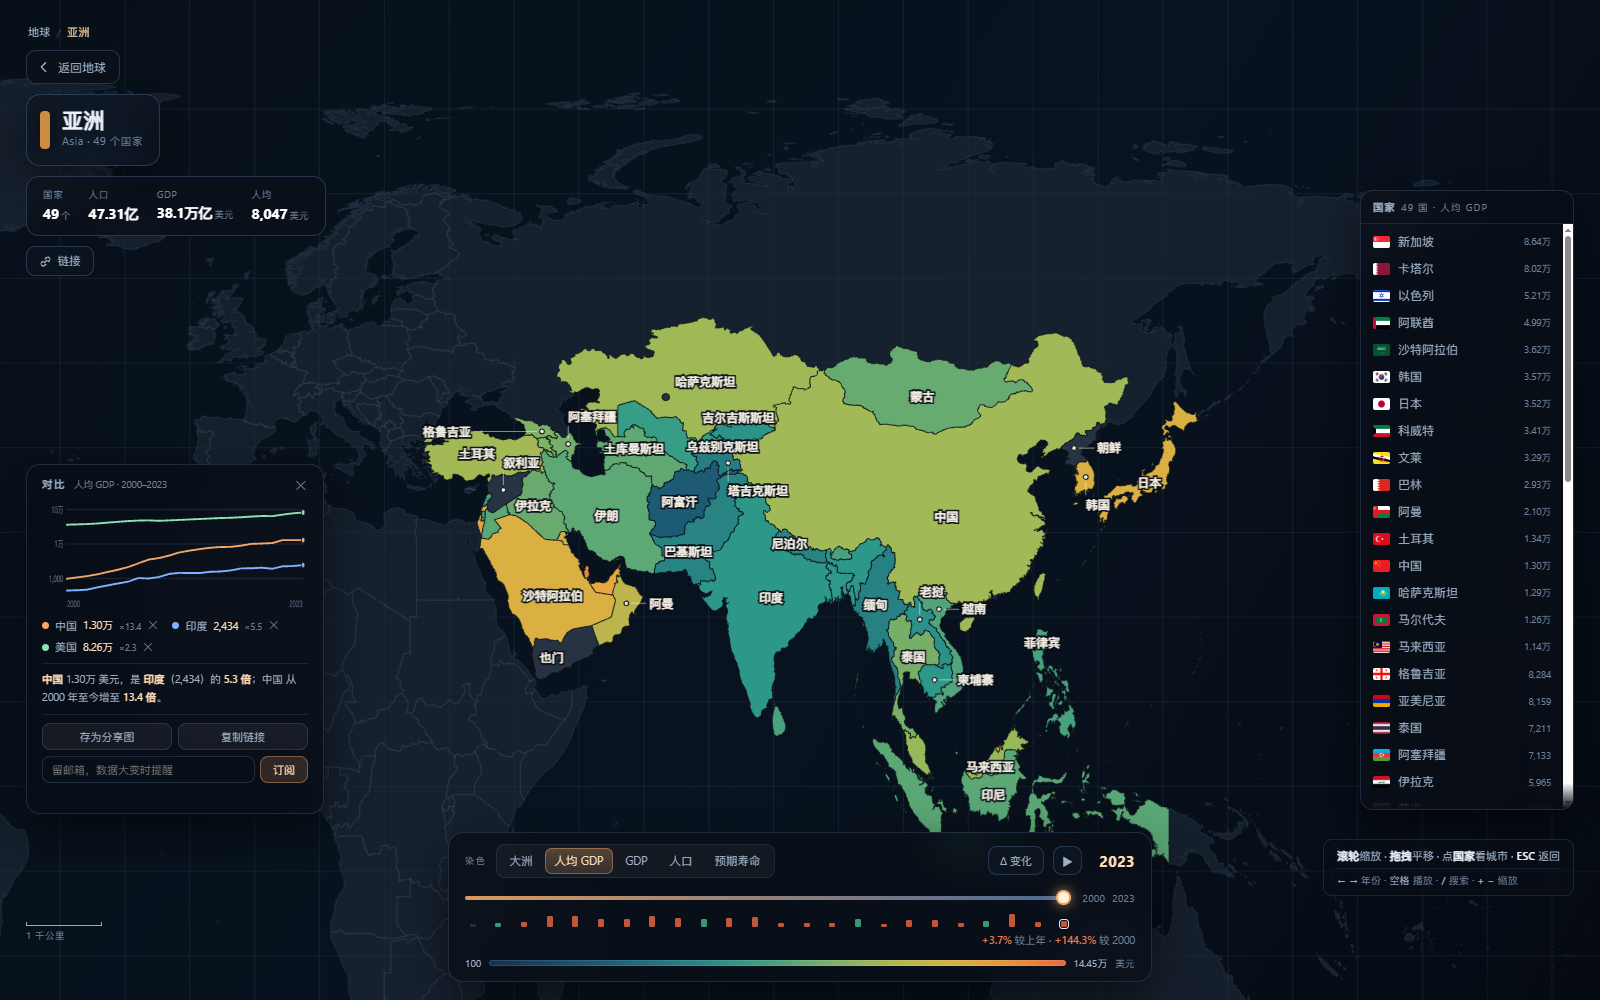 地球 / 亚洲
返回地球
亚洲
Asia · 49 个国家
国家 人口 GDP 人均
49 个 47.31亿 38.1万亿 美元 8,047 美元
链接
对比 人均 GDP · 2000–2023
10万
1万
1,000
2000 2023
中国 1.30万 ×13.4 × 印度 2,434 ×5.5 ×
美国 8.26万 ×2.3 ×
中国 1.30万 美元，是 印度（2,434）的 5.3 倍；中国 从
2000 年至今增至 13.4 倍。
存为分享图 复制链接
留邮箱，数据大变时提醒 订阅
1 千公里
哈萨克斯坦
蒙古
阿塞拜疆
吉尔吉斯斯坦
格鲁吉亚
土耳其
叙利亚
土库曼斯坦
乌兹别克斯坦
朝鲜
塔吉克斯坦
日本
伊拉克
伊朗
阿富汗
韩国
中国
巴基斯坦
尼泊尔
沙特阿拉伯
阿曼
印度
缅甸
老挝
越南
也门
泰国
菲律宾
柬埔寨
马来西亚
印尼
国家 49 国 · 人均 GDP
新加坡 8.64万
卡塔尔 8.02万
以色列 5.21万
阿联酋 4.99万
沙特阿拉伯 3.62万
韩国 3.57万
日本 3.52万
科威特 3.41万
文莱 3.29万
巴林 2.93万
阿曼 2.10万
土耳其 1.34万
中国 1.30万
哈萨克斯坦 1.29万
马尔代夫 1.26万
马来西亚 1.14万
格鲁吉亚 8,284
亚美尼亚 8,159
泰国 7,211
阿塞拜疆 7,133
伊拉克 5,965
染色 大洲 人均 GDP GDP 人口 预期寿命 Δ 变化 ▶ 2023
2000 2023
+3.7% 较上年 · +144.3% 较 2000
100 14.45万 美元
滚轮缩放 · 拖拽平移 · 点国家看城市 · ESC 返回
← → 年份 · 空格 播放 · / 搜索 · + − 缩放